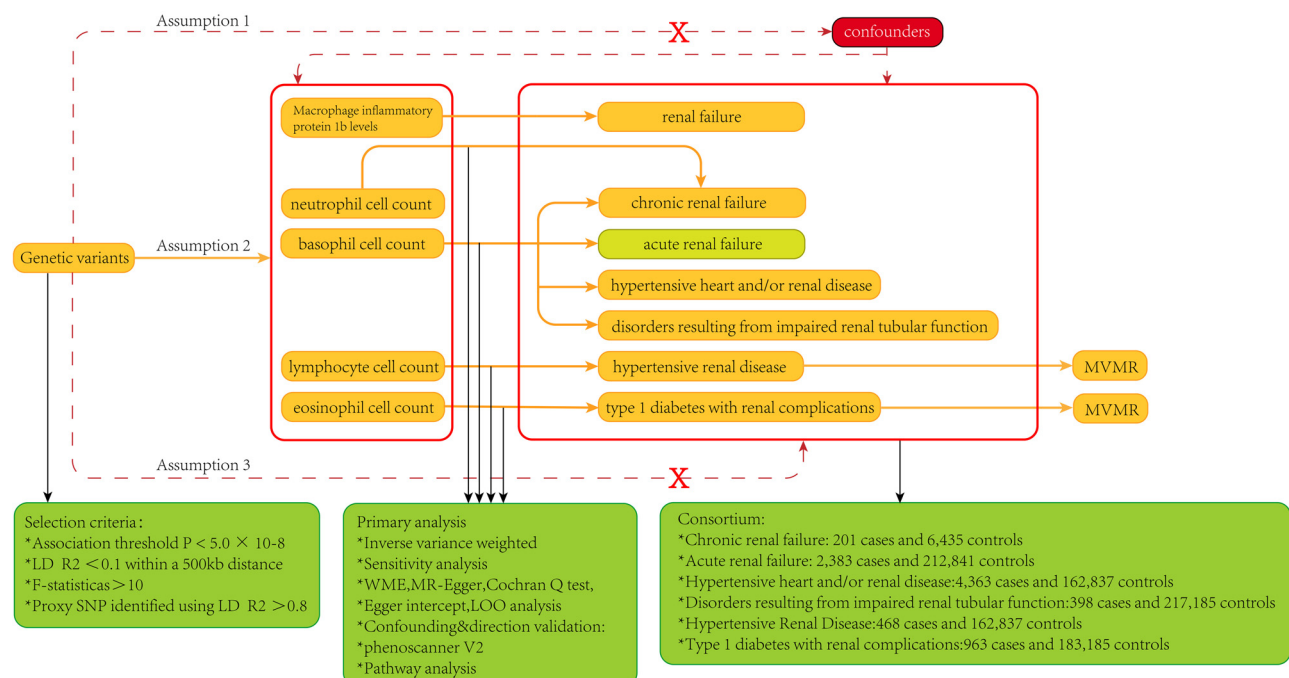 Assumption 1
X
confounders
Macrophage inflammatory
protein 1b levels
renal failure
neutrophil cell count
chronic renal failure
Assumption 2
basophil cell count
acute renal failure
Genetic variants
hypertensive heart and/or renal disease
disorders resulting from impaired renal tubular function
lymphocyte cell count
hypertensive renal disease
MVMR
eosinophil cell count
type 1 diabetes with renal complications
MVMR
Assumption 3
X
Selection criteria:
*Association threshold P < 5.0 × 10-8
*LD R2 <0.1 within a 500kb distance
*F-statisticas>10
*Proxy SNP identified using LD R2 >0.8
Primary analysis
*Inverse variance weighted
*Sensitivity analysis
*WME,MR-Egger,Cochran Q test,
*Egger intercept,LOO analysis
*Confounding&direction validation:
*phenoscanner V2
*Pathway analysis
Consortium:
*Chronic renal failure: 201 cases and 6,435 controls
*Acute renal failure: 2,383 cases and 212,841 controls
*Hypertensive heart and/or renal disease:4,363 cases and 162,837 controls
*Disorders resulting from impaired renal tubular function:398 cases and 217,185 controls
*Hypertensive Renal Disease:468 cases and 162,837 controls
*Type 1 diabetes with renal complications:963 cases and 183,185 controls